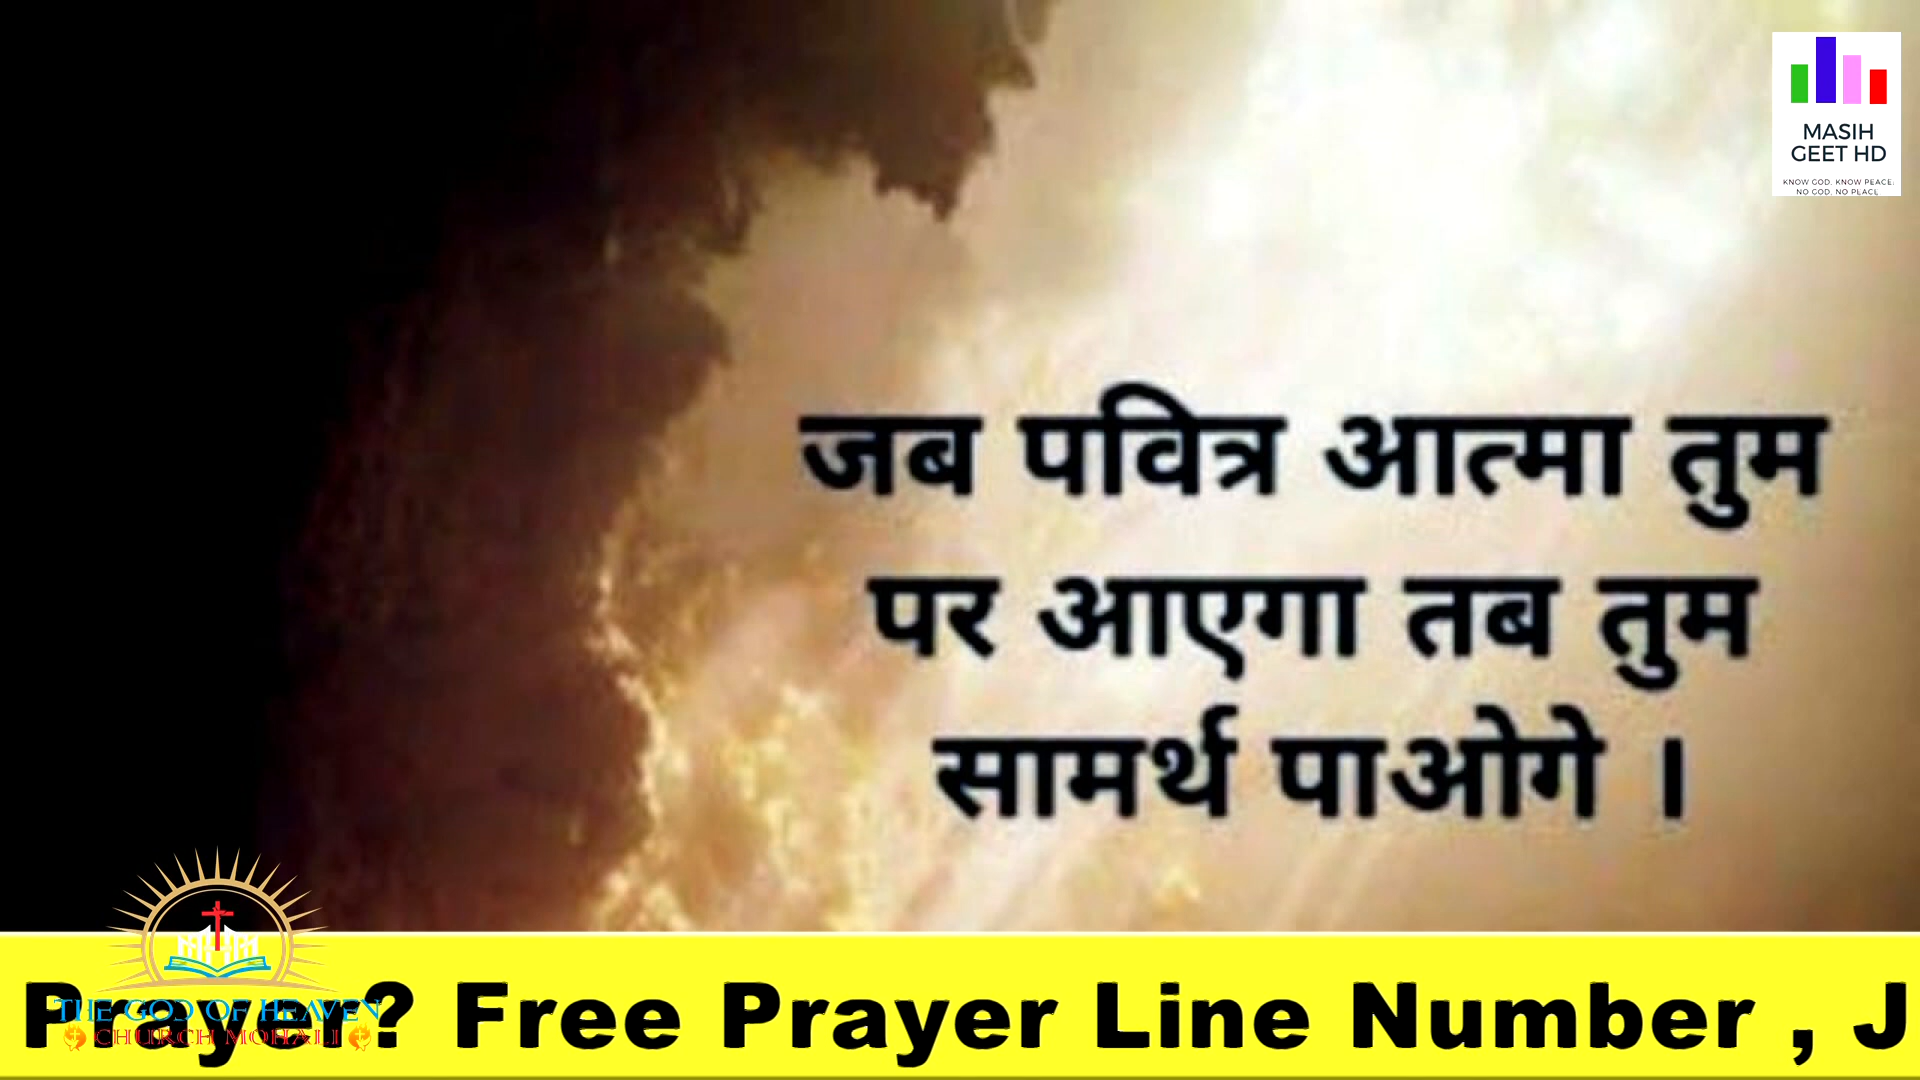 MASIH
GEET HD
KNOW GOD, KNOW PEACE;
NO GOD, NO PEACE
जब पवित्र आत्मा तुम
पर आएगा तब तुम
सामर्थ पाओगे ।
Prayer? Free Prayer Line Number , J
THE GOD OF HEAVEN
CHURCH MOHALI